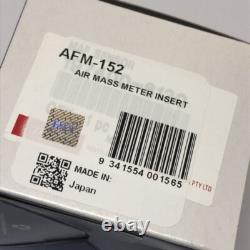 AFM-152
AIR MASS METER INSERT
PTY LTD
9 341554 001565
MADE IN:
Japan